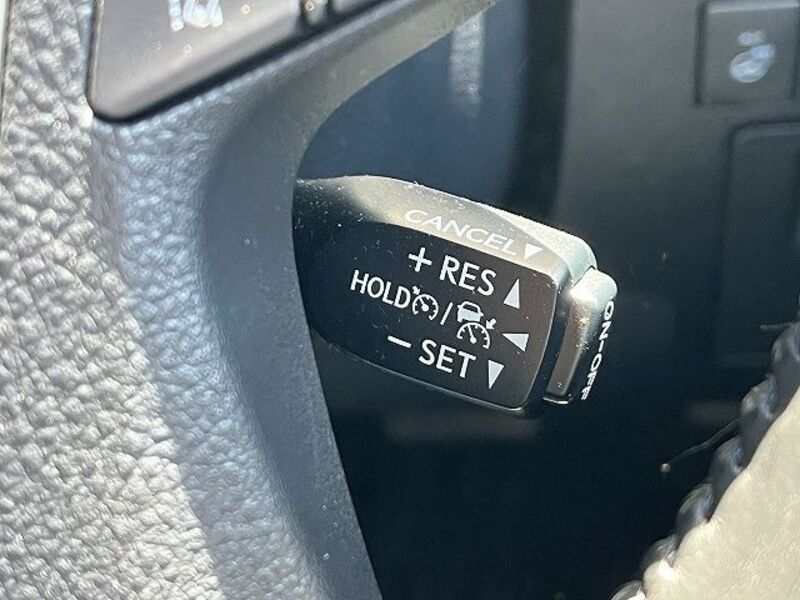 CANCEL▼
+ RES ▲
HOLD / ◀
− SET ▼
ON-OFF